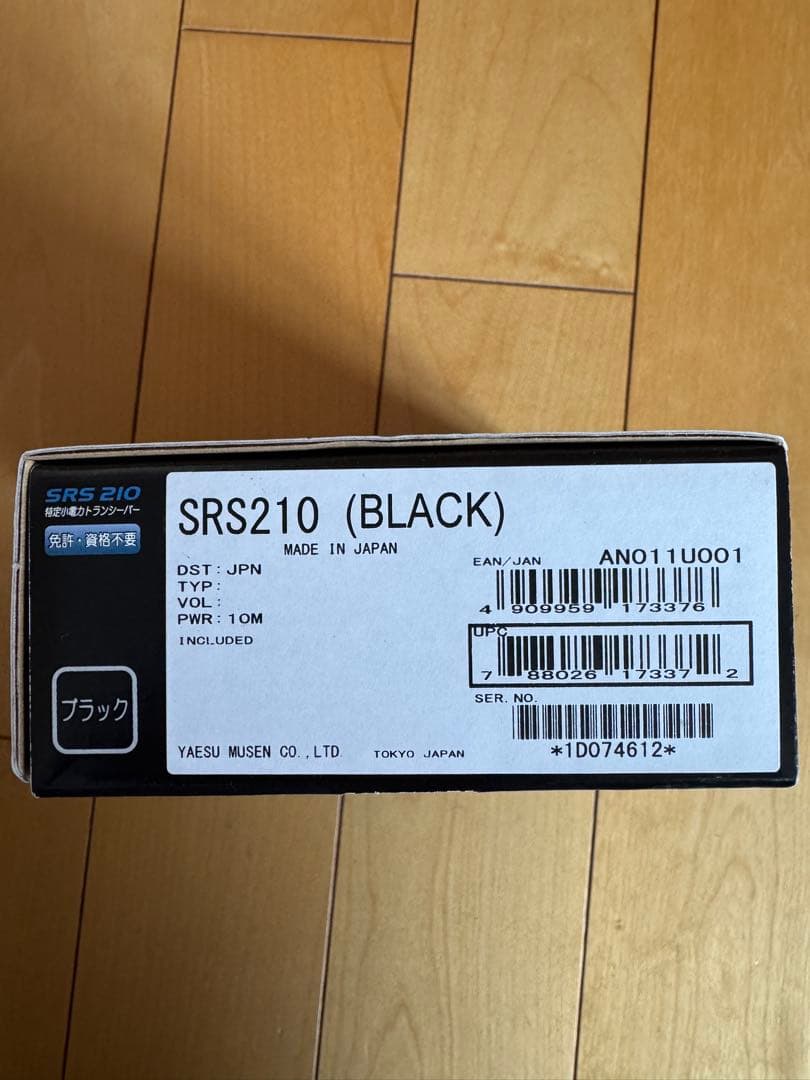 SRS 210
特定小電力トランシーバー
免許・資格不要
ブラック
SRS210 (BLACK)
MADE IN JAPAN
DST: JPN
TYP:
VOL:
PWR: 10M
INCLUDED
YAESU MUSEN CO.,LTD. TOKYO JAPAN
EAN/JAN AN011U001
4 909959 173376
UPC
7 88026 17337 2
SER. NO.
*1D074612*